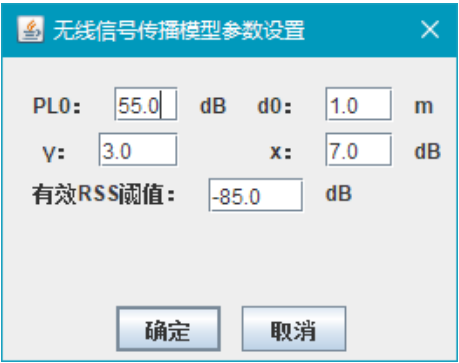 无线信号传播模型参数设置
PL0: 55.0 dB d0: 1.0 m
γ: 3.0 x: 7.0 dB
有效RSS阈值: -85.0 dB
确定 取消